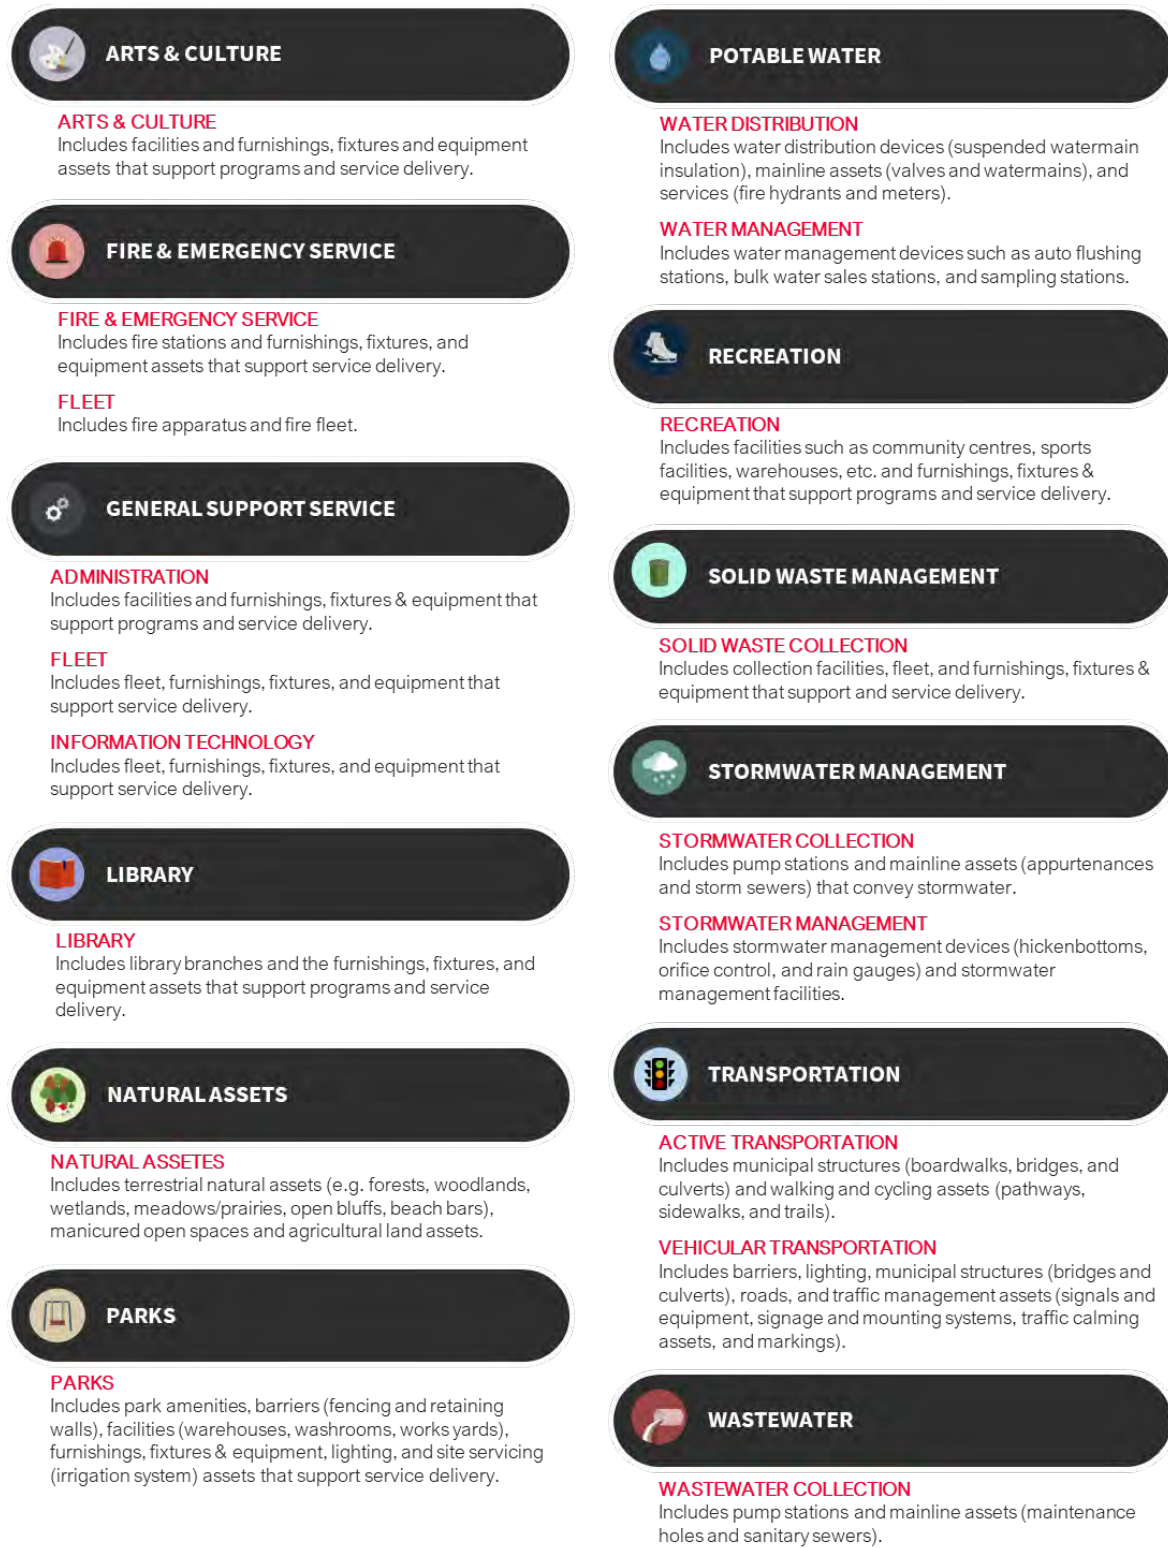 ARTS & CULTURE
ARTS & CULTURE
Includes facilities and furnishings, fixtures and equipment
assets that support programs and service delivery.
FIRE & EMERGENCY SERVICE
FIRE & EMERGENCY SERVICE
Includes fire stations and furnishings, fixtures, and
equipment assets that support service delivery.
FLEET
Includes fire apparatus and fire fleet.
GENERAL SUPPORT SERVICE
ADMINISTRATION
Includes facilities and furnishings, fixtures & equipment that
support programs and service delivery.
FLEET
Includes fleet, furnishings, fixtures, and equipment that
support service delivery.
INFORMATION TECHNOLOGY
Includes fleet, furnishings, fixtures, and equipment that
support service delivery.
LIBRARY
LIBRARY
Includes library branches and the furnishings, fixtures, and
equipment assets that support programs and service
delivery.
NATURAL ASSETS
NATURAL ASSETES
Includes terrestrial natural assets (e.g. forests, woodlands,
wetlands, meadows/prairies, open bluffs, beach bars),
manicured open spaces and agricultural land assets.
PARKS
PARKS
Includes park amenities, barriers (fencing and retaining
walls), facilities (warehouses, washrooms, works yards),
furnishings, fixtures & equipment, lighting, and site servicing
(irrigation system) assets that support service delivery.
POTABLE WATER
WATER DISTRIBUTION
Includes water distribution devices (suspended watermain
insulation), mainline assets (valves and watermains), and
services (fire hydrants and meters).
WATER MANAGEMENT
Includes water management devices such as auto flushing
stations, bulk water sales stations, and sampling stations.
RECREATION
RECREATION
Includes facilities such as community centres, sports
facilities, warehouses, etc. and furnishings, fixtures &
equipment that support programs and service delivery.
SOLID WASTE MANAGEMENT
SOLID WASTE COLLECTION
Includes collection facilities, fleet, and furnishings, fixtures &
equipment that support and service delivery.
STORMWATER MANAGEMENT
STORMWATER COLLECTION
Includes pump stations and mainline assets (appurtenances
and storm sewers) that convey stormwater.
STORMWATER MANAGEMENT
Includes stormwater management devices (hickenbottoms,
orifice control, and rain gauges) and stormwater
management facilities.
TRANSPORTATION
ACTIVE TRANSPORTATION
Includes municipal structures (boardwalks, bridges, and
culverts) and walking and cycling assets (pathways,
sidewalks, and trails).
VEHICULAR TRANSPORTATION
Includes barriers, lighting, municipal structures (bridges and
culverts), roads, and traffic management assets (signals and
equipment, signage and mounting systems, traffic calming
assets, and markings).
WASTEWATER
WASTEWATER COLLECTION
Includes pump stations and mainline assets (maintenance
holes and sanitary sewers).